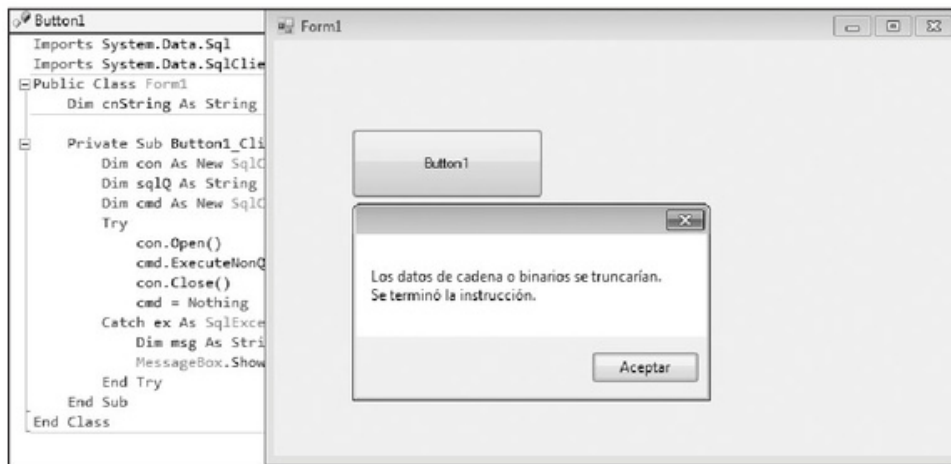 Button1
Imports System.Data.Sql
Imports System.Data.SqlClie
Public Class Form1
Dim cnString As String
Private Sub Button1_Cli
Dim con As New SqlC
Dim sqlQ As String
Dim cmd As New SqlC
Try
con.Open()
cmd.ExecuteNonQ
con.Close()
cmd = Nothing
Catch ex As SqlExce
Dim msg As Stri
MessageBox.Show
End Try
End Sub
End Class
Form1
Button1
Los datos de cadena o binarios se truncarían.
Se terminó la instrucción.
Aceptar